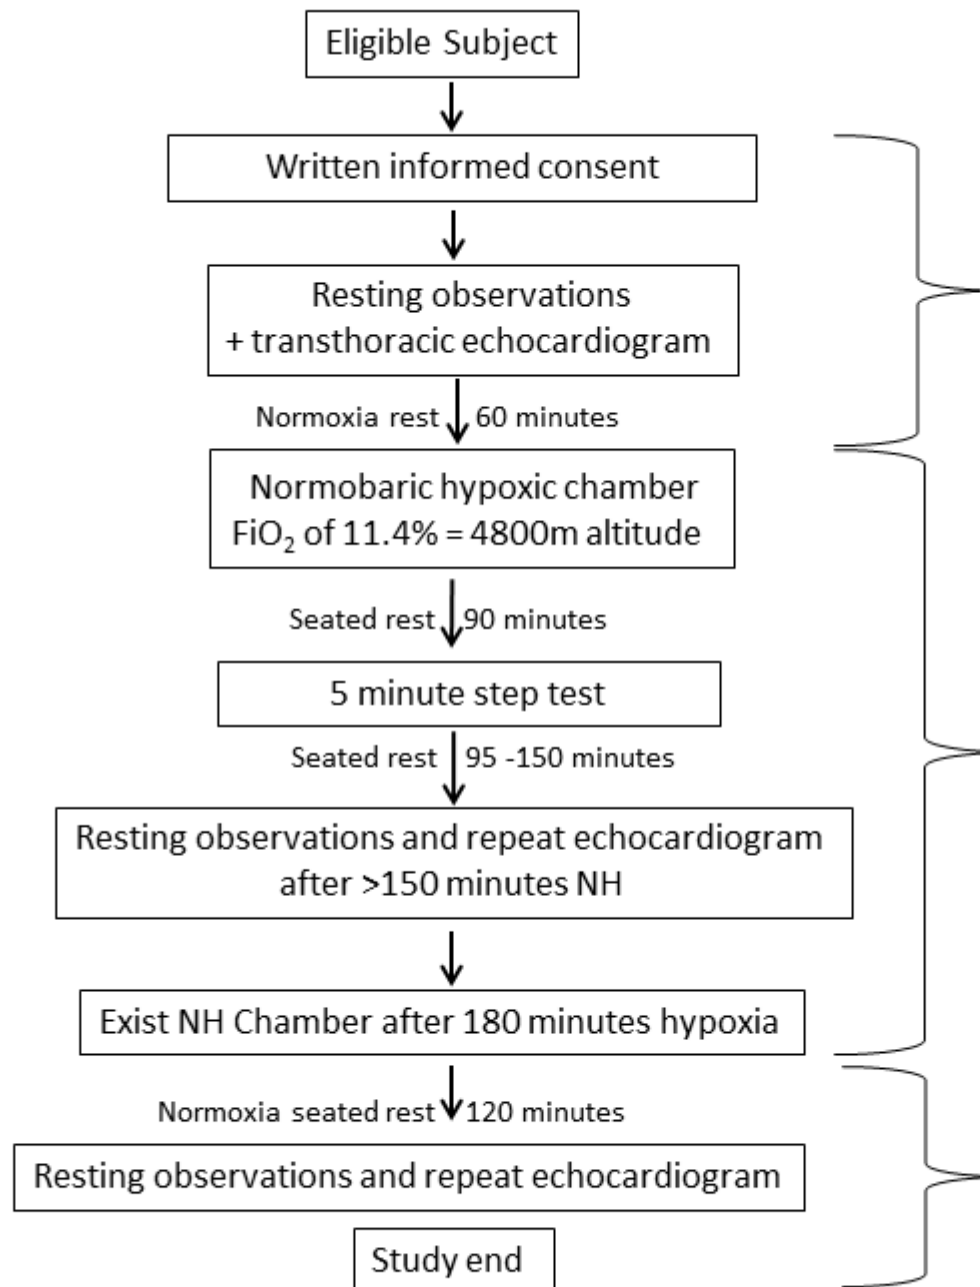 Eligible Subject
Written informed consent
Resting observations
+ transthoracic echocardiogram
Normoxia rest 60 minutes
Normobaric hypoxic chamber
FiO₂ of 11.4% = 4800m altitude
Seated rest 90 minutes
5 minute step test
Seated rest 95 -150 minutes
Resting observations and repeat echocardiogram
after >150 minutes NH
Exist NH Chamber after 180 minutes hypoxia
Normoxia seated rest 120 minutes
Resting observations and repeat echocardiogram
Study end